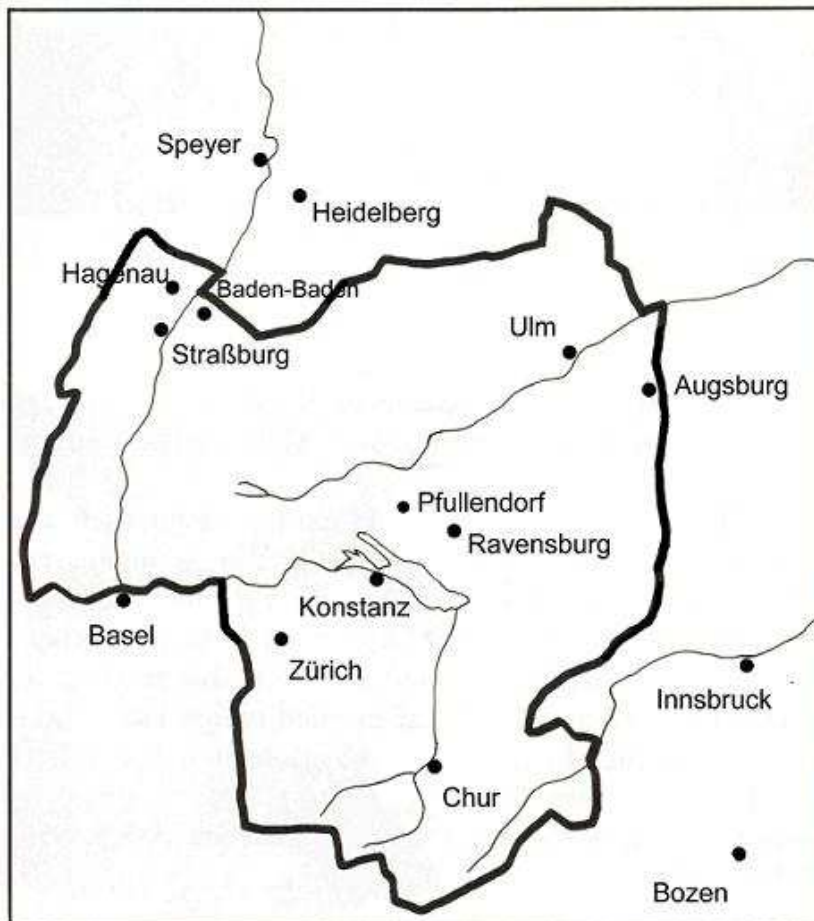 Speyer
Heidelberg
Hagenau
Baden-Baden
Straßburg
Ulm
Augsburg
Pfullendorf
Ravensburg
Konstanz
Basel
Zürich
Innsbruck
Chur
Bozen